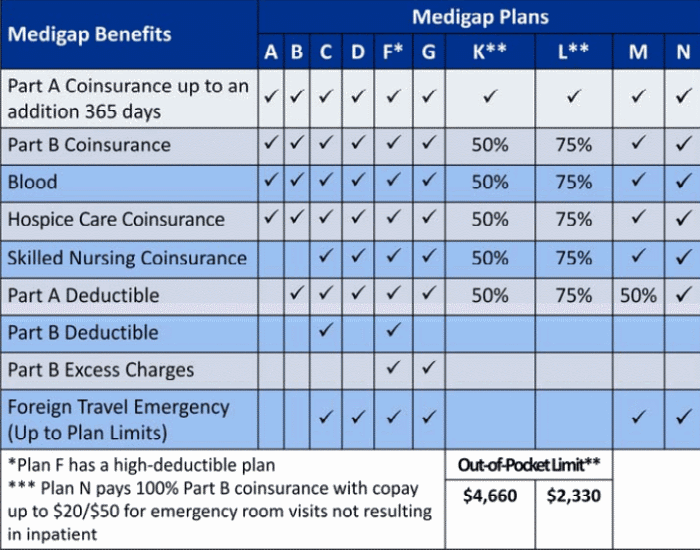 Medigap Benefits
Medigap Plans
A B C D F* G K** L** M N
Part A Coinsurance up to an
addition 365 days ✓ ✓ ✓ ✓ ✓ ✓ ✓ ✓ ✓ ✓
Part B Coinsurance ✓ ✓ ✓ ✓ ✓ ✓ 50% 75% ✓ ✓
Blood ✓ ✓ ✓ ✓ ✓ ✓ 50% 75% ✓ ✓
Hospice Care Coinsurance ✓ ✓ ✓ ✓ ✓ ✓ 50% 75% ✓ ✓
Skilled Nursing Coinsurance ✓ ✓ ✓ ✓ 50% 75% ✓ ✓
Part A Deductible ✓ ✓ ✓ ✓ ✓ 50% 75% 50% ✓
Part B Deductible ✓ ✓
Part B Excess Charges ✓ ✓
Foreign Travel Emergency
(Up to Plan Limits) ✓ ✓ ✓ ✓ ✓ ✓
*Plan F has a high-deductible plan
*** Plan N pays 100% Part B coinsurance with copay
up to $20/$50 for emergency room visits not resulting
in inpatient
Out-of-Pocket Limit**
$4,660 $2,330